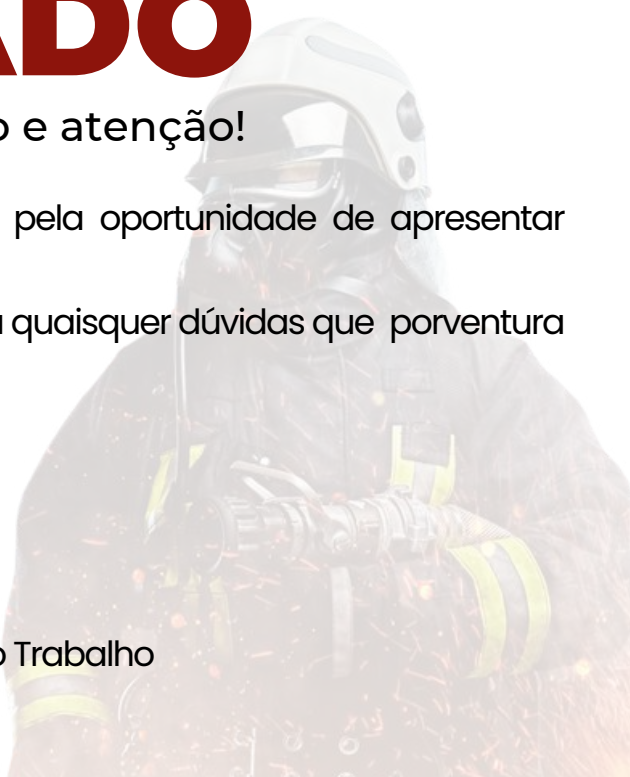 ADO
o e atenção!
pela oportunidade de apresentar
quaisquer dúvidas que porventura
o Trabalho